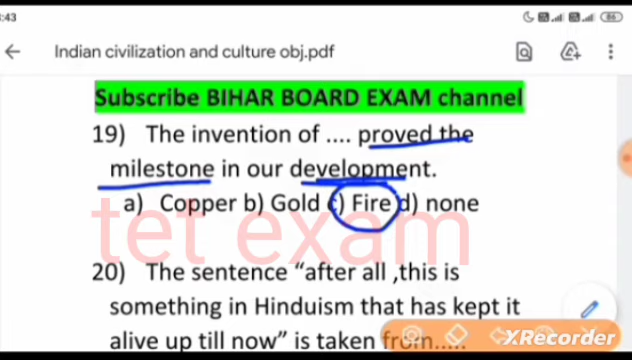 :43
86
Indian civilization and culture obj.pdf
Subscribe BIHAR BOARD EXAM channel
19) The invention of .... proved the
milestone in our development.
a) Copper b) Gold c) Fire d) none
tet exam
20) The sentence "after all ,this is
something in Hinduism that has kept it
alive up till now" is taken from.....
XRecorder